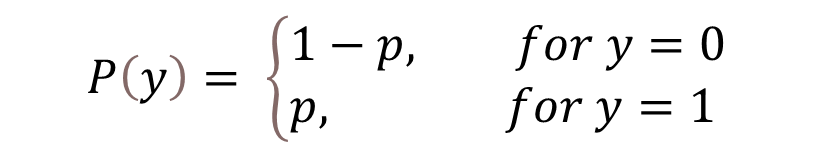 P(y) = { 1 − p, for y = 0
p, for y = 1